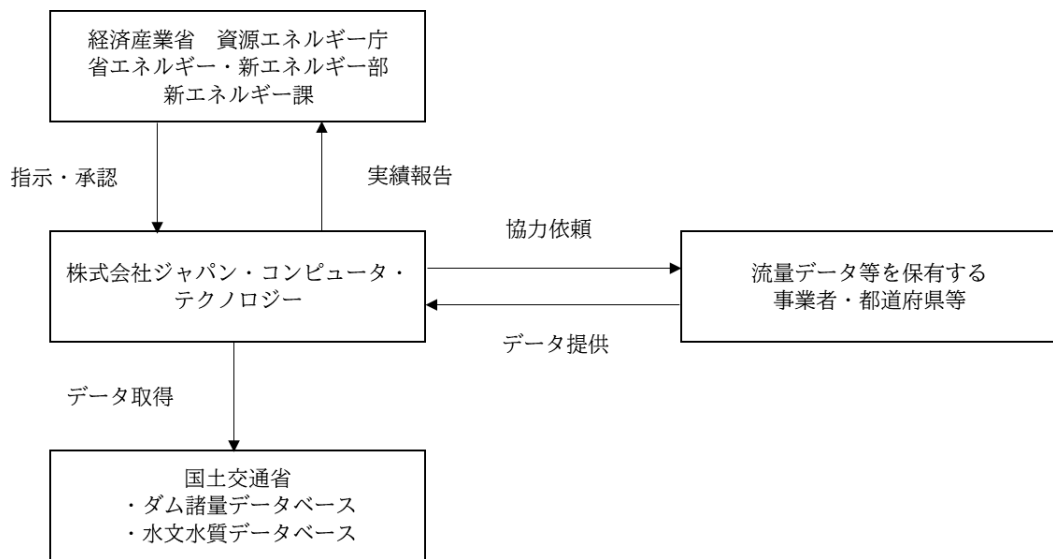 経済産業省　資源エネルギー庁
省エネルギー・新エネルギー部
新エネルギー課
指示・承認
実績報告
協力依頼
株式会社ジャパン・コンピュータ・
テクノロジー
流量データ等を保有する
事業者・都道府県等
データ提供
データ取得
国土交通省
・ダム諸量データベース
・水文水質データベース